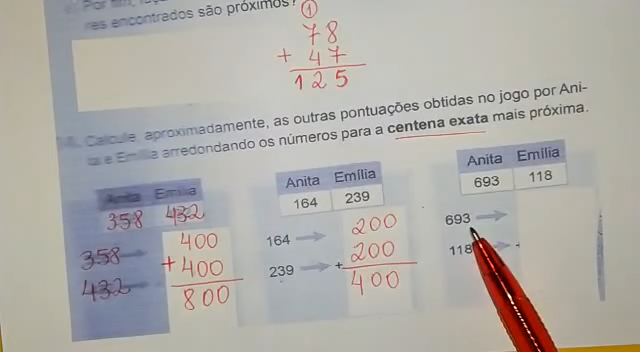 Por fim,
res encontrados são próximos?
1
78
+ 47
125
Calcule, aproximadamente, as outras pontuações obtidas no jogo por Ani-
ta e Emília arredondando os números para a centena exata mais próxima.
Anita Emília
358 432
358
432
400
+ 400
800
Anita Emília
164 239
164
239
200
+ 200
400
Anita Emília
693 118
693
118